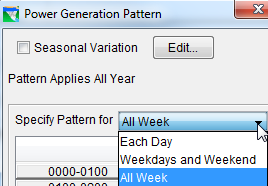 Power Generation Pattern
Seasonal Variation Edit...
Pattern Applies All Year
Specify Pattern for All Week
Each Day
Weekdays and Weekend
0000-0100 All Week